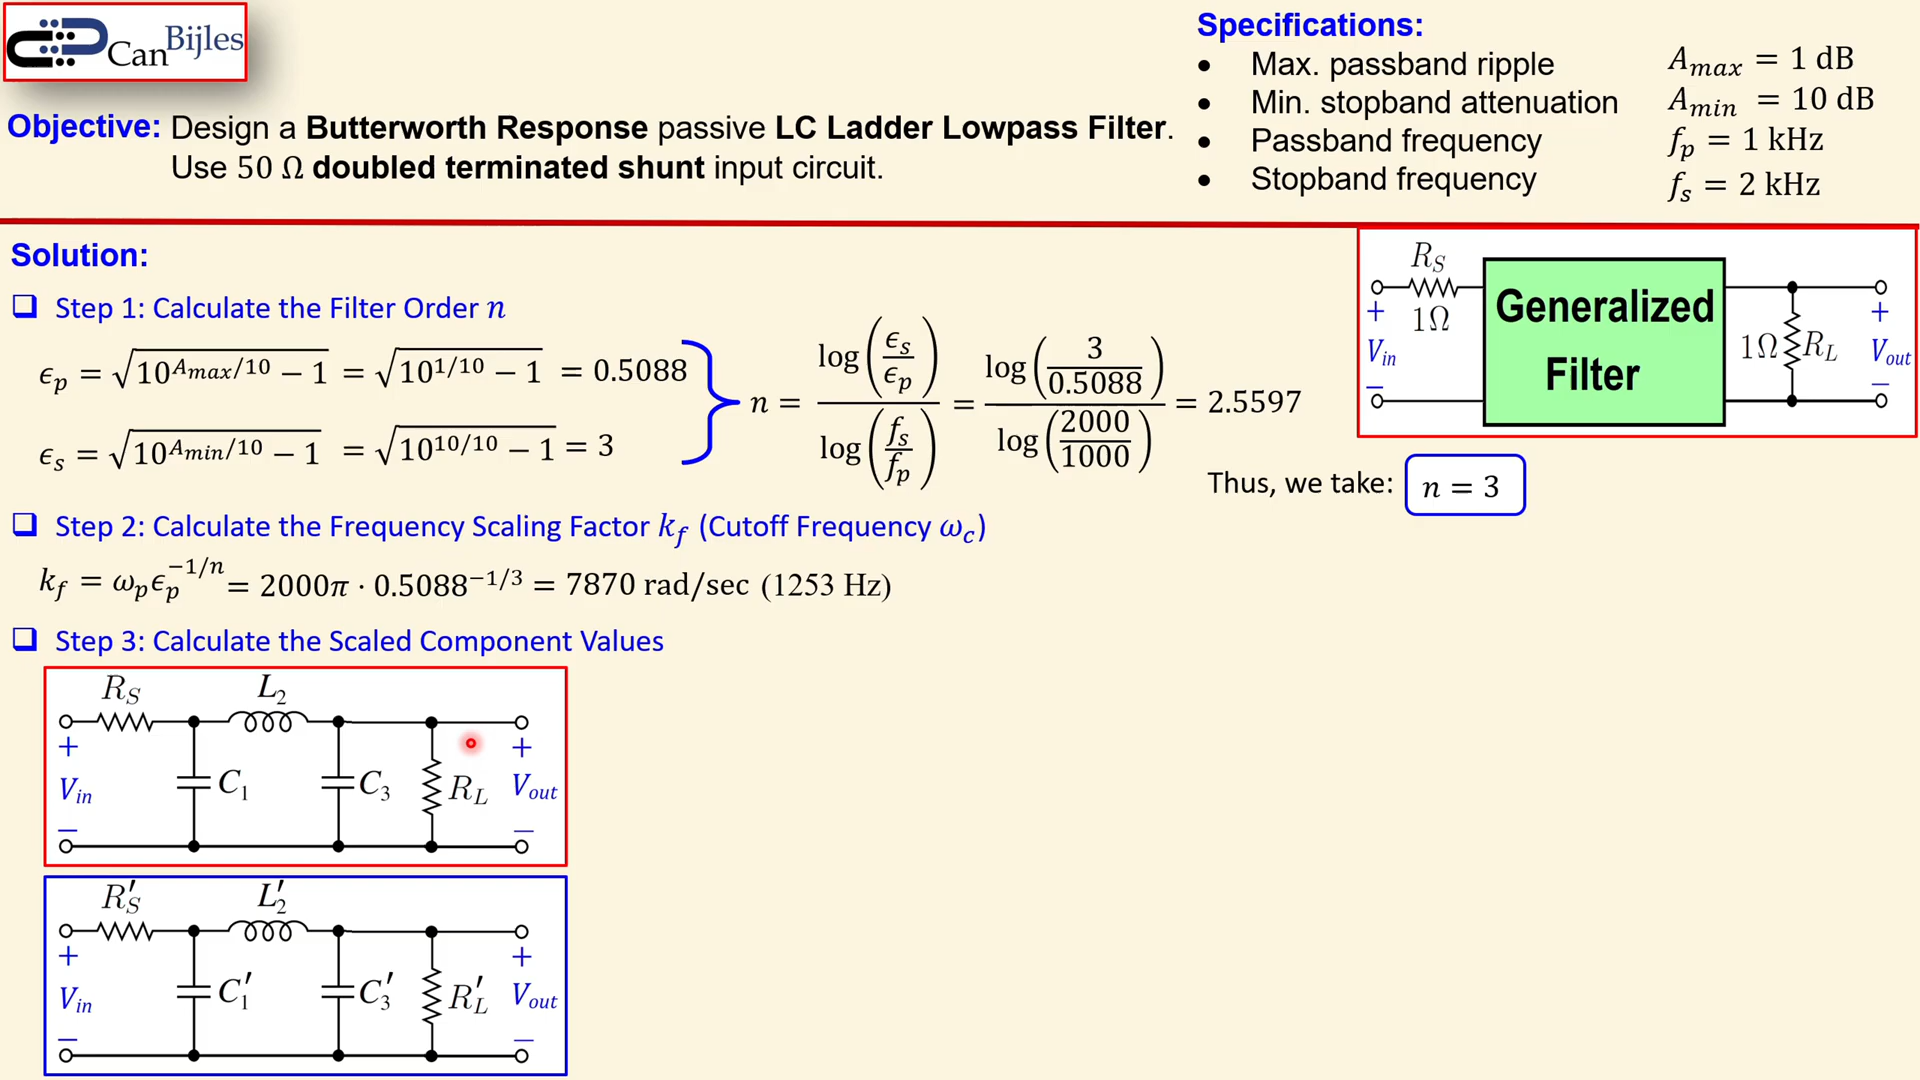 CanBijles
Objective: Design a Butterworth Response passive LC Ladder Lowpass Filter.
Use 50 Ω doubled terminated shunt input circuit.
Specifications:
• Max. passband ripple A_max = 1 dB
• Min. stopband attenuation A_min = 10 dB
• Passband frequency f_p = 1 kHz
• Stopband frequency f_s = 2 kHz
Solution:
❑ Step 1: Calculate the Filter Order n
ϵ_p = √(10^(A_max/10) − 1) = √(10^(1/10) − 1) = 0.5088
ϵ_s = √(10^(A_min/10) − 1) = √(10^(10/10) − 1) = 3
n = log(ϵ_s/ϵ_p) / log(f_s/f_p) = log(3/0.5088) / log(2000/1000) = 2.5597
Thus, we take: n = 3
R_S
1Ω
+ V_in −
Generalized
Filter
1Ω R_L
+ V_out −
❑ Step 2: Calculate the Frequency Scaling Factor k_f (Cutoff Frequency ω_c)
k_f = ω_p ϵ_p^(−1/n) = 2000π · 0.5088^(−1/3) = 7870 rad/sec (1253 Hz)
❑ Step 3: Calculate the Scaled Component Values
R_S L_2
+ +
V_in C_1 C_3 R_L V_out
− −
R′_S L′_2
+ +
V_in C′_1 C′_3 R′_L V_out
− −